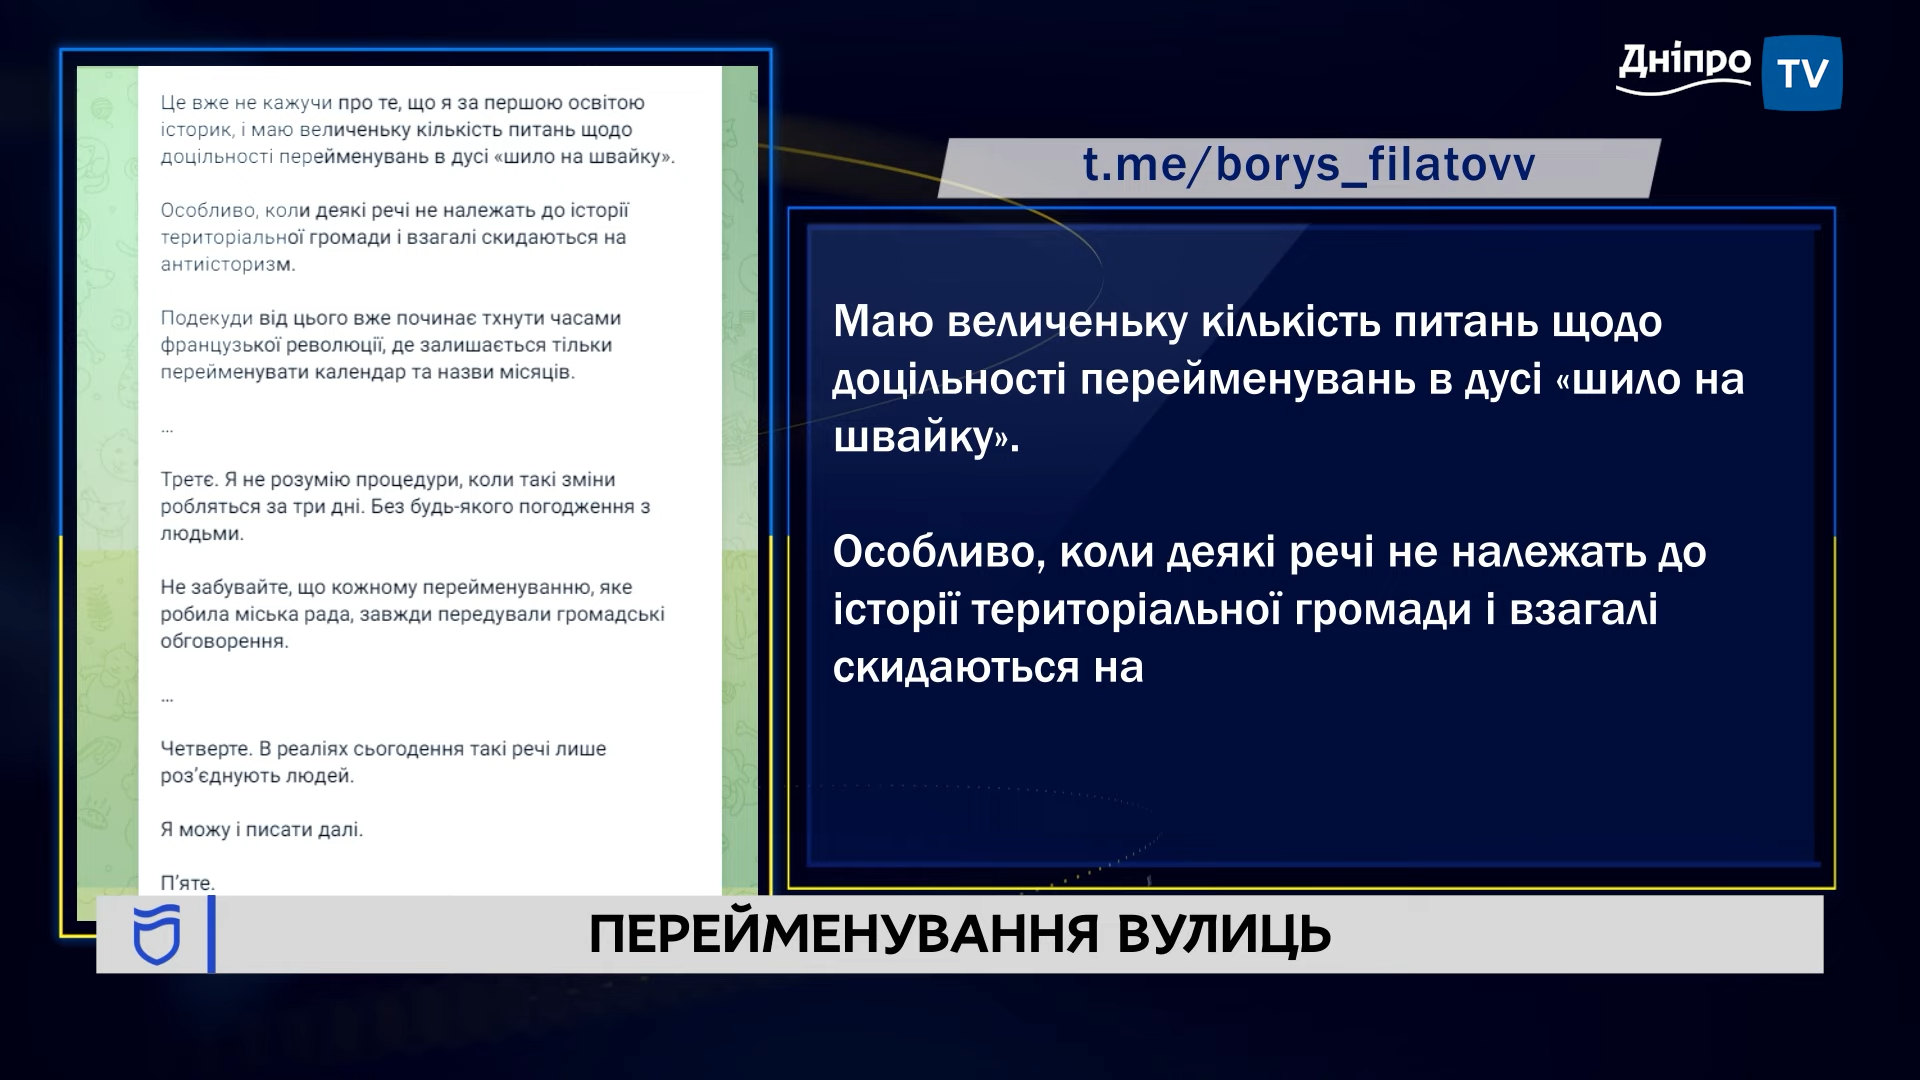 Дніпро TV
t.me/borys_filatovv
Це вже не кажучи про те, що я за першою освітою
історик, і маю величеньку кількість питань щодо
доцільності перейменувань в дусі «шило на швайку».
Особливо, коли деякі речі не належать до історії
територіальної громади і взагалі скидаються на
антиісторизм.
Подекуди від цього вже починає тхнути часами
французької революції, де залишається тільки
перейменувати календар та назви місяців.
...
Третє. Я не розумію процедури, коли такі зміни
робляться за три дні. Без будь-якого погодження з
людьми.
Не забувайте, що кожному перейменуванню, яке
робила міська рада, завжди передували громадські
обговорення.
...
Четверте. В реаліях сьогодення такі речі лише
роз’єднують людей.
Я можу і писати далі.
П’яте.
Маю величеньку кількість питань щодо
доцільності перейменувань в дусі «шило на
швайку».
Особливо, коли деякі речі не належать до
історії територіальної громади і взагалі
скидаються на
ПЕРЕЙМЕНУВАННЯ ВУЛИЦЬ